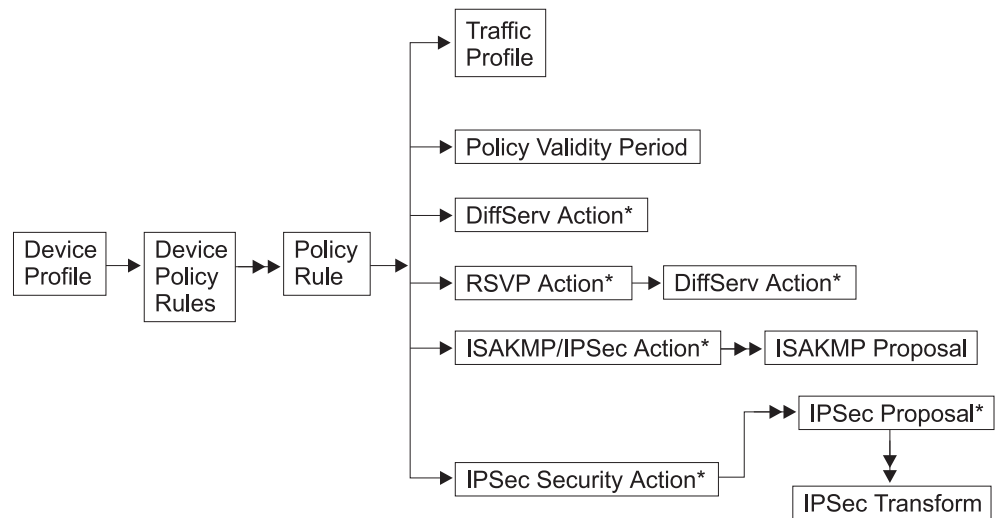 Traffic
Profile
Policy Validity Period
DiffServ Action*
Device
Profile
Device
Policy
Rules
Policy
Rule
RSVP Action*
DiffServ Action*
ISAKMP/IPSec Action*
ISAKMP Proposal
IPSec Proposal*
IPSec Security Action*
IPSec Transform